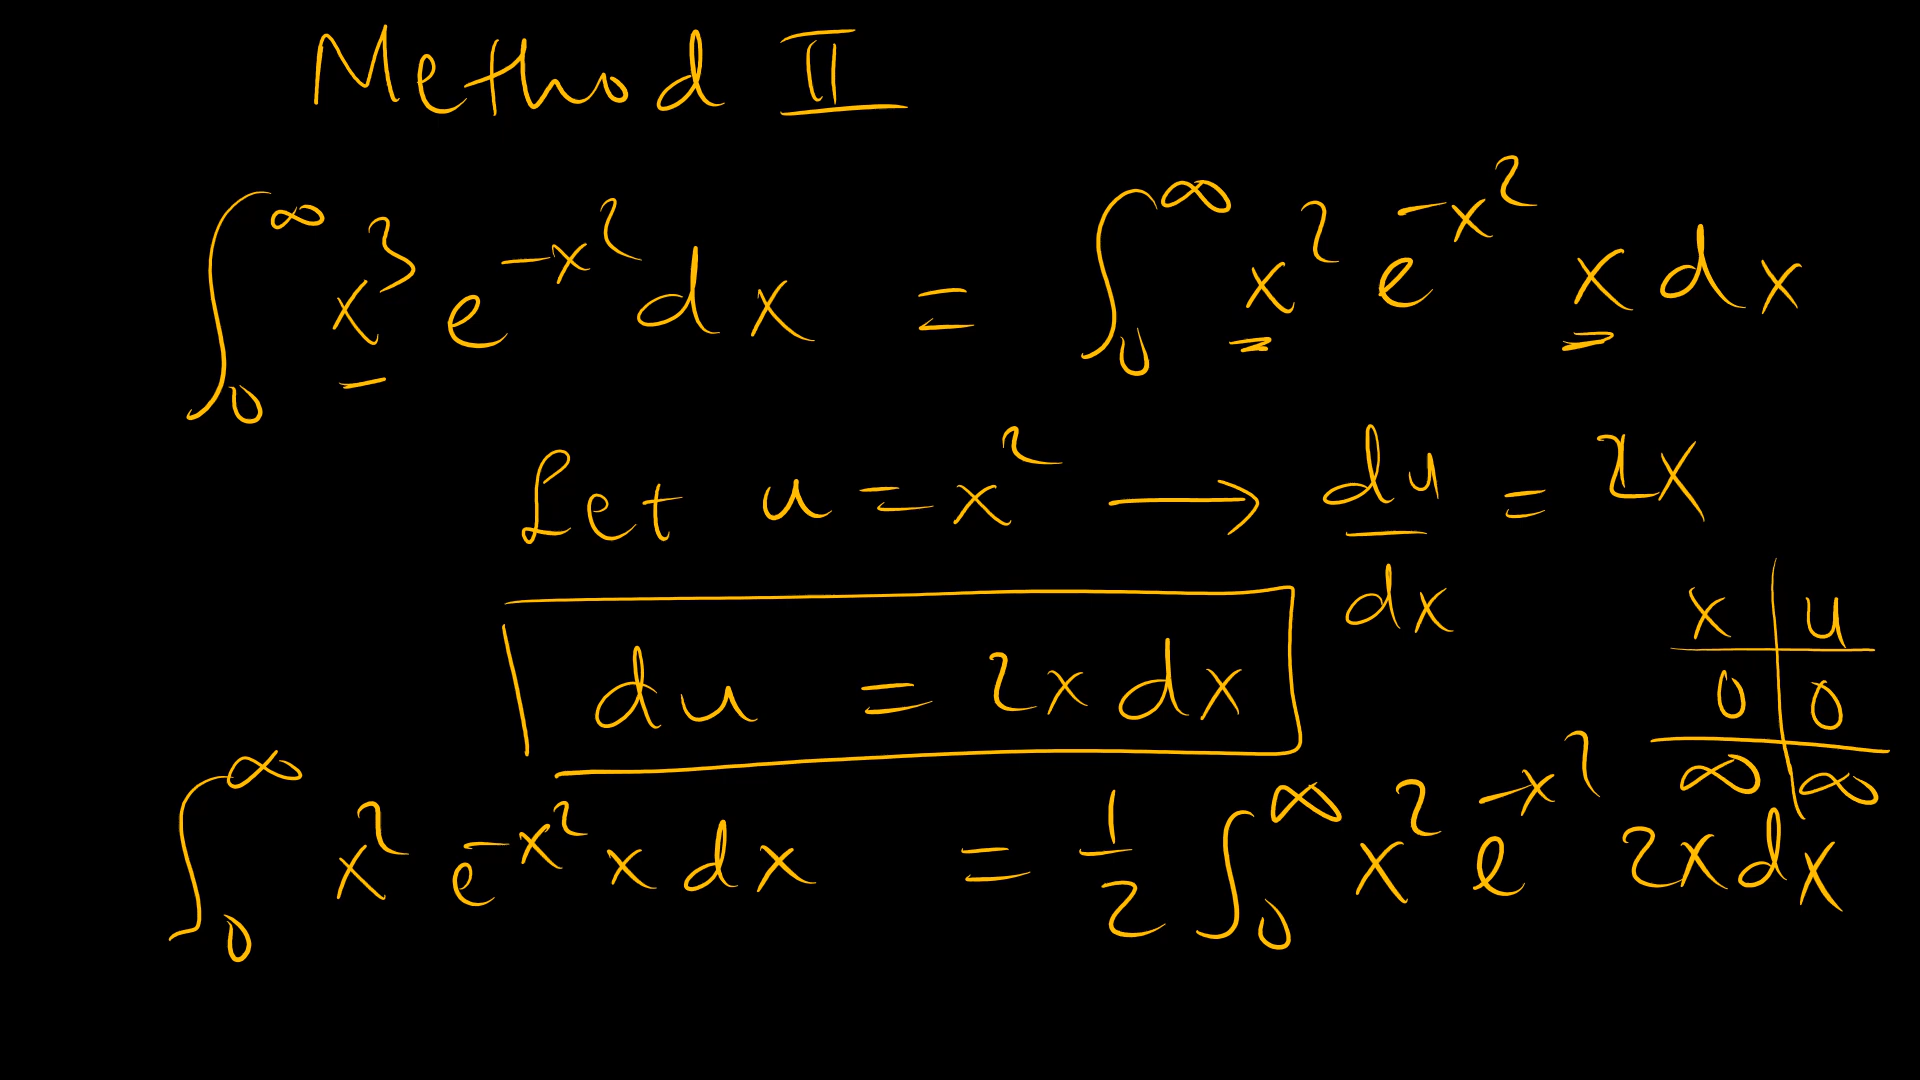 Method II
∫₀^∞ x³ e^(-x²) dx = ∫₀^∞ x² e^(-x²) x dx
Let u = x² → du/dx = 2x
du = 2x dx
x | u
0 | 0
∞ | ∞
∫₀^∞ x² e^(-x²) x dx = 1/2 ∫₀^∞ x² e^(-x²) 2x dx